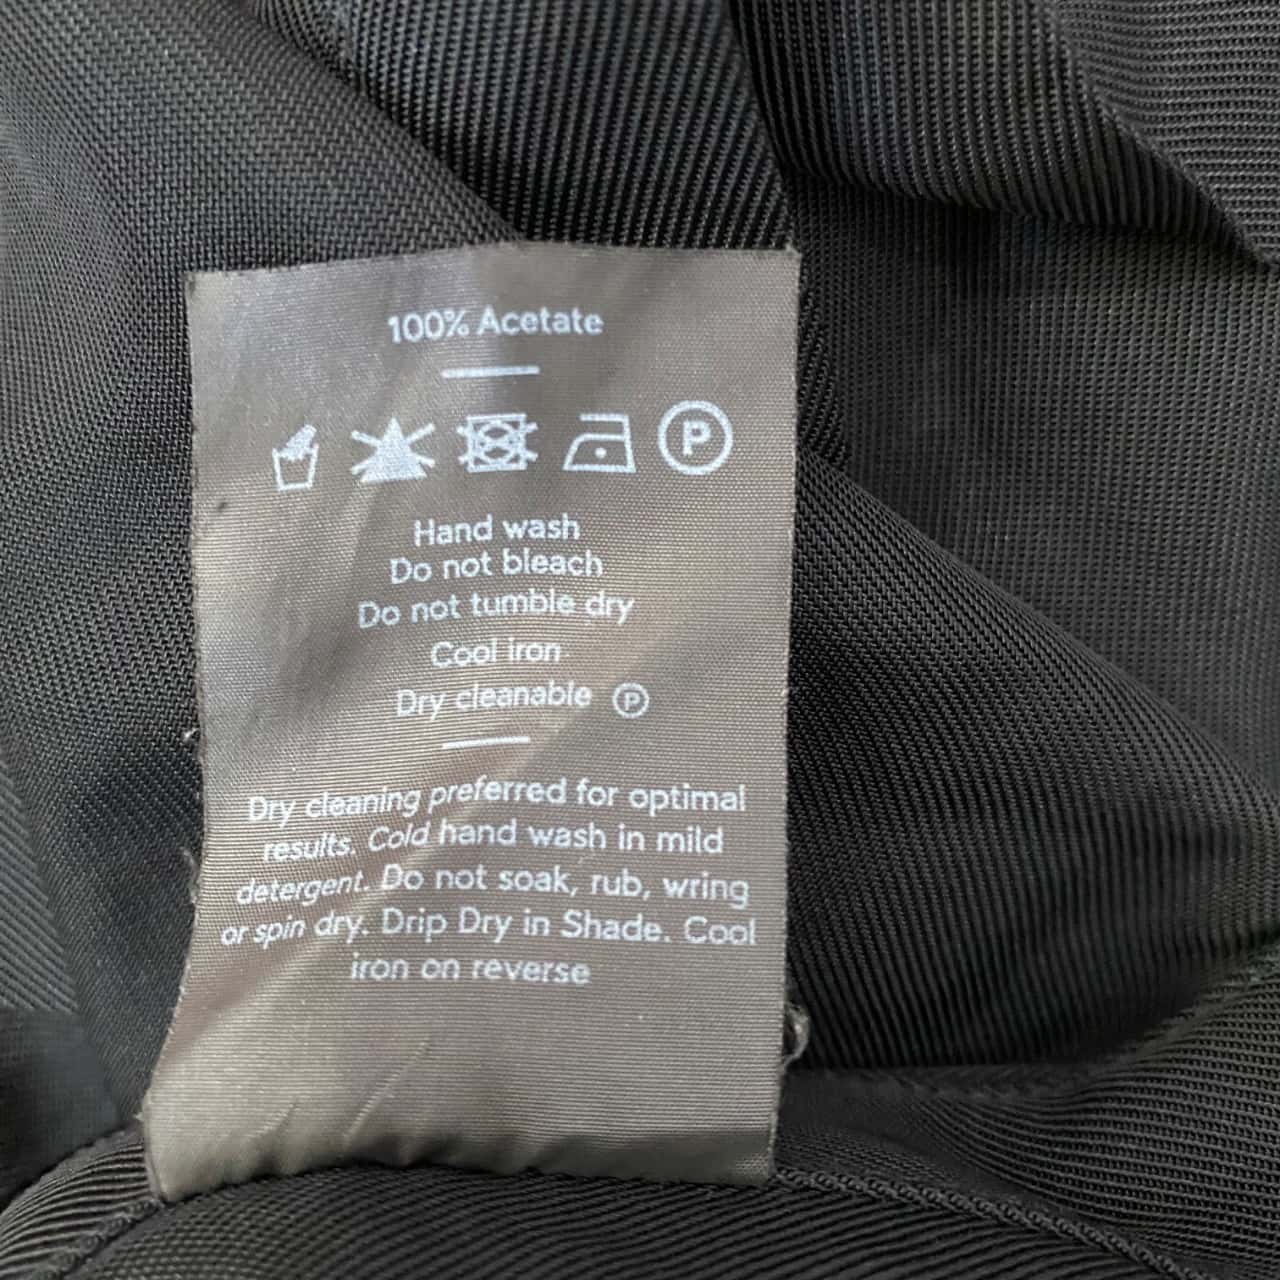 100% Acetate
P
Hand wash
Do not bleach
Do not tumble dry
Cool iron
Dry cleanable Ⓟ
Dry cleaning preferred for optimal
results. Cold hand wash in mild
detergent. Do not soak, rub, wring
or spin dry. Drip Dry in Shade. Cool
iron on reverse